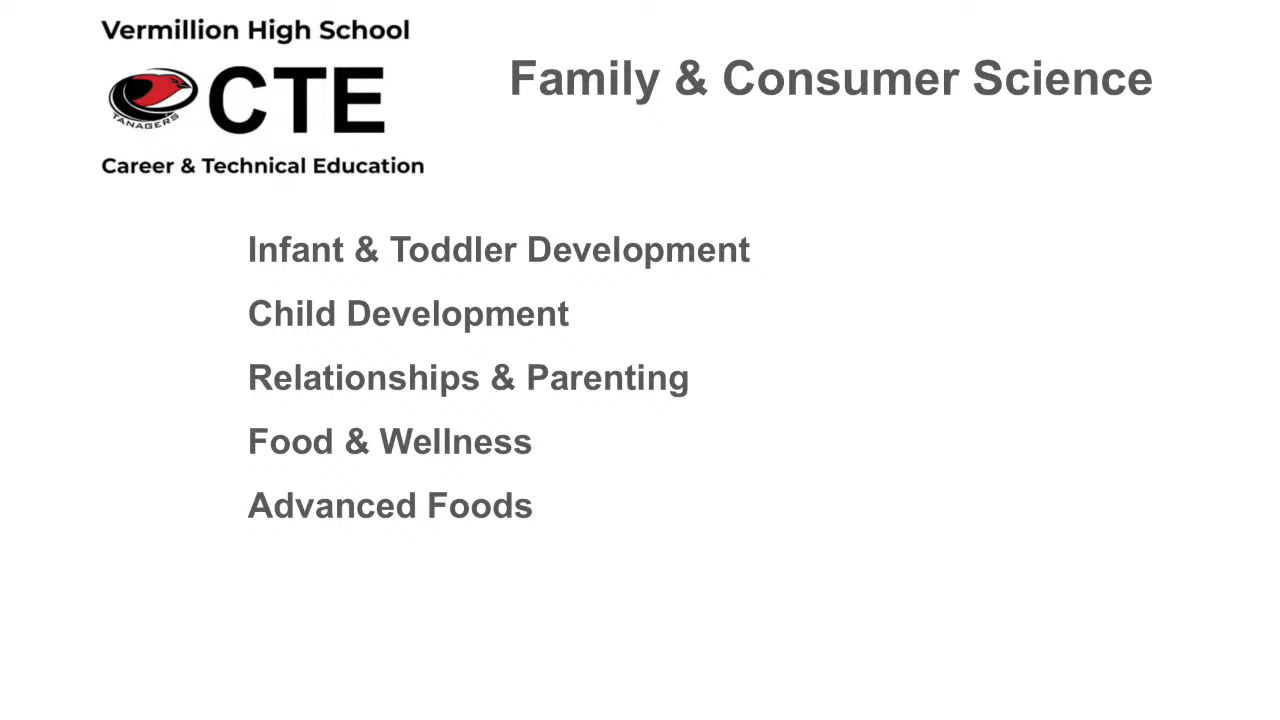 Vermillion High School
TANAGERS
CTE
Career & Technical Education
Family & Consumer Science
Infant & Toddler Development
Child Development
Relationships & Parenting
Food & Wellness
Advanced Foods